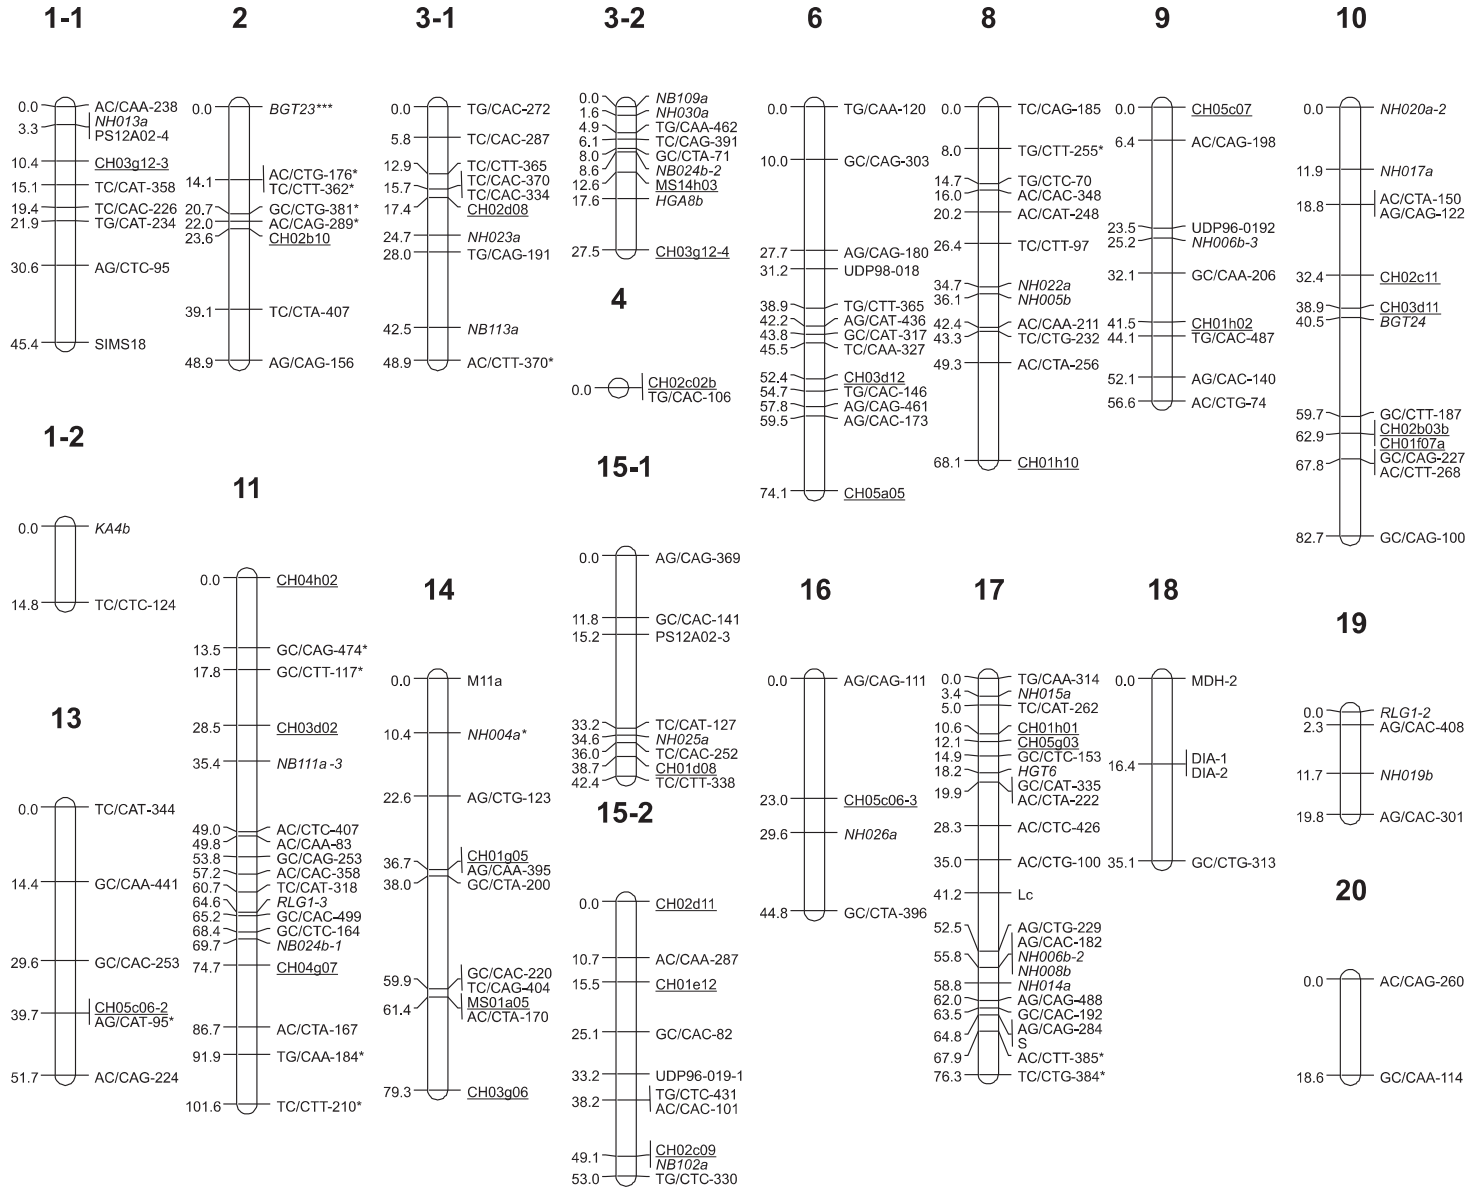 1-1
0.0 AC/CAA-238
3.3 NH013a
PS12A02-4
10.4 CH03g12-3
15.1 TC/CAT-358
19.4 TC/CAC-226
21.9 TG/CAT-234
30.6 AG/CTC-95
45.4 SIMS18
1-2
0.0 KA4b
14.8 TC/CTC-124
13
0.0 TC/CAT-344
14.4 GC/CAA-441
29.6 GC/CAC-253
39.7 CH05c06-2
AG/CAT-95*
51.7 AC/CAG-224
2
0.0 BGT23***
14.1 AC/CTG-176*
TC/CTT-362*
20.7 GC/CTG-381*
22.0 AC/CAG-289*
23.6 CH02b10
39.1 TC/CTA-407
48.9 AG/CAG-156
11
0.0 CH04h02
13.5 GC/CAG-474*
17.8 GC/CTT-117*
28.5 CH03d02
35.4 NB111a-3
49.0 AC/CTC-407
49.8 AC/CAA-83
53.8 GC/CAG-253
57.2 AC/CAC-358
60.7 TC/CAT-318
64.6 RLG1-3
65.2 GC/CAC-499
68.4 GC/CTC-164
69.7 NB024b-1
74.7 CH04g07
86.7 AC/CTA-167
91.9 TG/CAA-184*
101.6 TC/CTT-210*
3-1
0.0 TG/CAC-272
5.8 TC/CAC-287
12.9 TC/CTT-365
15.7 TC/CAC-370
TC/CAC-334
17.4 CH02d08
24.7 NH023a
28.0 TG/CAG-191
42.5 NB113a
48.9 AC/CTT-370*
14
0.0 M11a
10.4 NH004a*
22.6 AG/CTG-123
36.7 CH01g05
AG/CAA-395
38.0 GC/CTA-200
59.9 GC/CAC-220
TC/CAG-404
61.4 MS01a05
AC/CTA-170
79.3 CH03g06
3-2
0.0 NB109a
1.6 NH030a
4.9 TG/CAA-462
6.1 TC/CAG-391
8.0 GC/CTA-71
8.6 NB024b-2
12.6 MS14h03
17.6 HGA8b
27.5 CH03g12-4
4
0.0 CH02c02b
TG/CAC-106
15-1
0.0 AG/CAG-369
11.8 GC/CAC-141
15.2 PS12A02-3
33.2 TC/CAT-127
34.6 NH025a
36.0 TC/CAC-252
38.7 CH01d08
42.4 TC/CTT-338
15-2
0.0 CH02d11
10.7 AC/CAA-287
15.5 CH01e12
25.1 GC/CAC-82
33.2 UDP96-019-1
38.2 TG/CTC-431
AC/CAC-101
49.1 CH02c09
NB102a
53.0 TG/CTC-330
6
0.0 TG/CAA-120
10.0 GC/CAG-303
27.7 AG/CAG-180
31.2 UDP98-018
38.9 TG/CTT-365
42.2 AG/CAT-436
43.8 GC/CAT-317
45.5 TC/CAA-327
52.4 CH03d12
54.7 TG/CAC-146
57.8 AG/CAG-461
59.5 AG/CAC-173
74.1 CH05a05
16
0.0 AG/CAG-111
23.0 CH05c06-3
29.6 NH026a
44.8 GC/CTA-396
8
0.0 TC/CAG-185
8.0 TG/CTT-255*
14.7 TG/CTC-70
16.0 AC/CAC-348
20.2 AC/CAT-248
26.4 TC/CTT-97
34.7 NH022a
36.1 NH005b
42.4 AC/CAA-211
43.3 TC/CTG-232
49.3 AC/CTA-256
68.1 CH01h10
17
0.0 TG/CAA-314
3.4 NH015a
5.0 TC/CAT-262
10.6 CH01h01
12.1 CH05g03
14.9 GC/CTC-153
18.2 HGT6
19.9 GC/CAT-335
AC/CTA-222
28.3 AC/CTC-426
35.0 AC/CTG-100
41.2 Lc
52.5 AG/CTG-229
55.8 AG/CAC-182
NH006b-2
NH008b
58.8 NH014a
62.0 AG/CAG-488
63.5 GC/CAC-192
64.8 AG/CAG-284
S
67.9 AC/CTT-385*
76.3 TC/CTG-384*
9
0.0 CH05c07
6.4 AC/CAG-198
23.5 UDP96-0192
25.2 NH006b-3
32.1 GC/CAA-206
41.5 CH01h02
44.1 TG/CAC-487
52.1 AG/CAC-140
56.6 AC/CTG-74
18
0.0 MDH-2
16.4 DIA-1
DIA-2
35.1 GC/CTG-313
10
0.0 NH020a-2
11.9 NH017a
18.8 AC/CTA-150
AG/CAG-122
32.4 CH02c11
38.9 CH03d11
40.5 BGT24
59.7 GC/CTT-187
62.9 CH02b03b
CH01f07a
67.8 GC/CAG-227
AC/CTT-268
82.7 GC/CAG-100
19
0.0 RLG1-2
2.3 AG/CAC-408
11.7 NH019b
19.8 AG/CAC-301
20
0.0 AC/CAG-260
18.6 GC/CAA-114